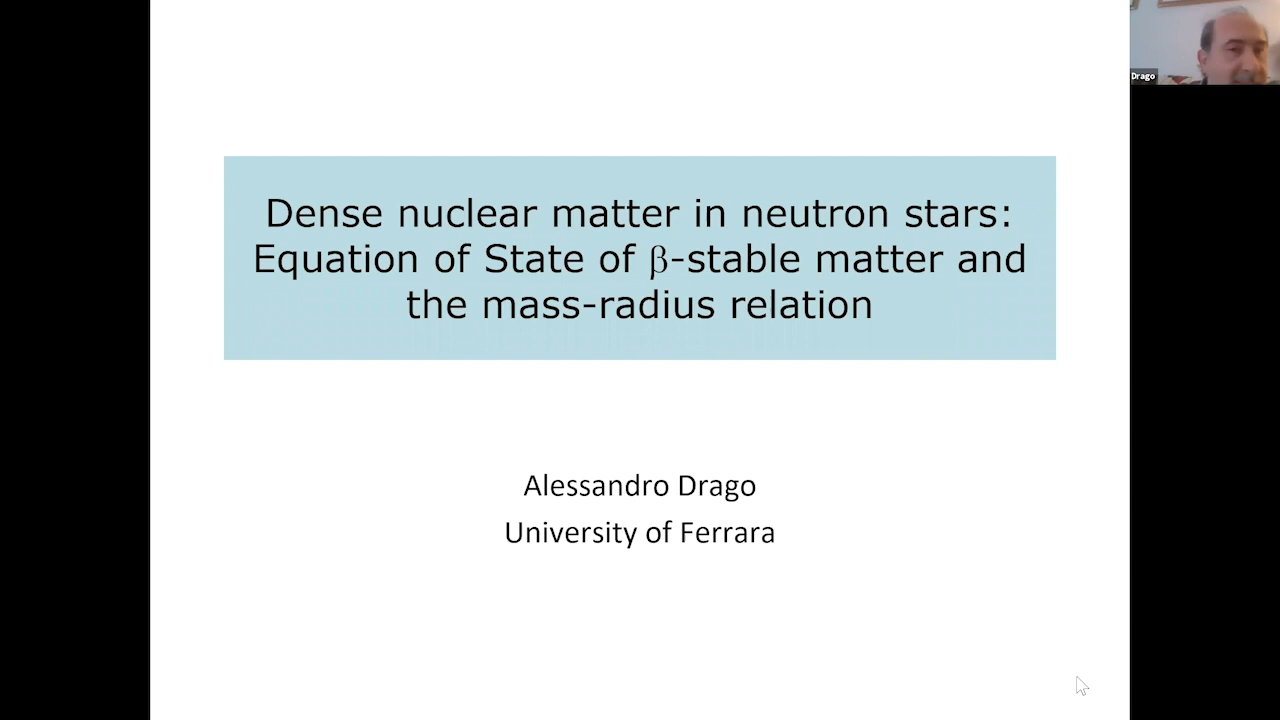 Drago
Dense nuclear matter in neutron stars:
Equation of State of β-stable matter and
the mass-radius relation
Alessandro Drago
University of Ferrara